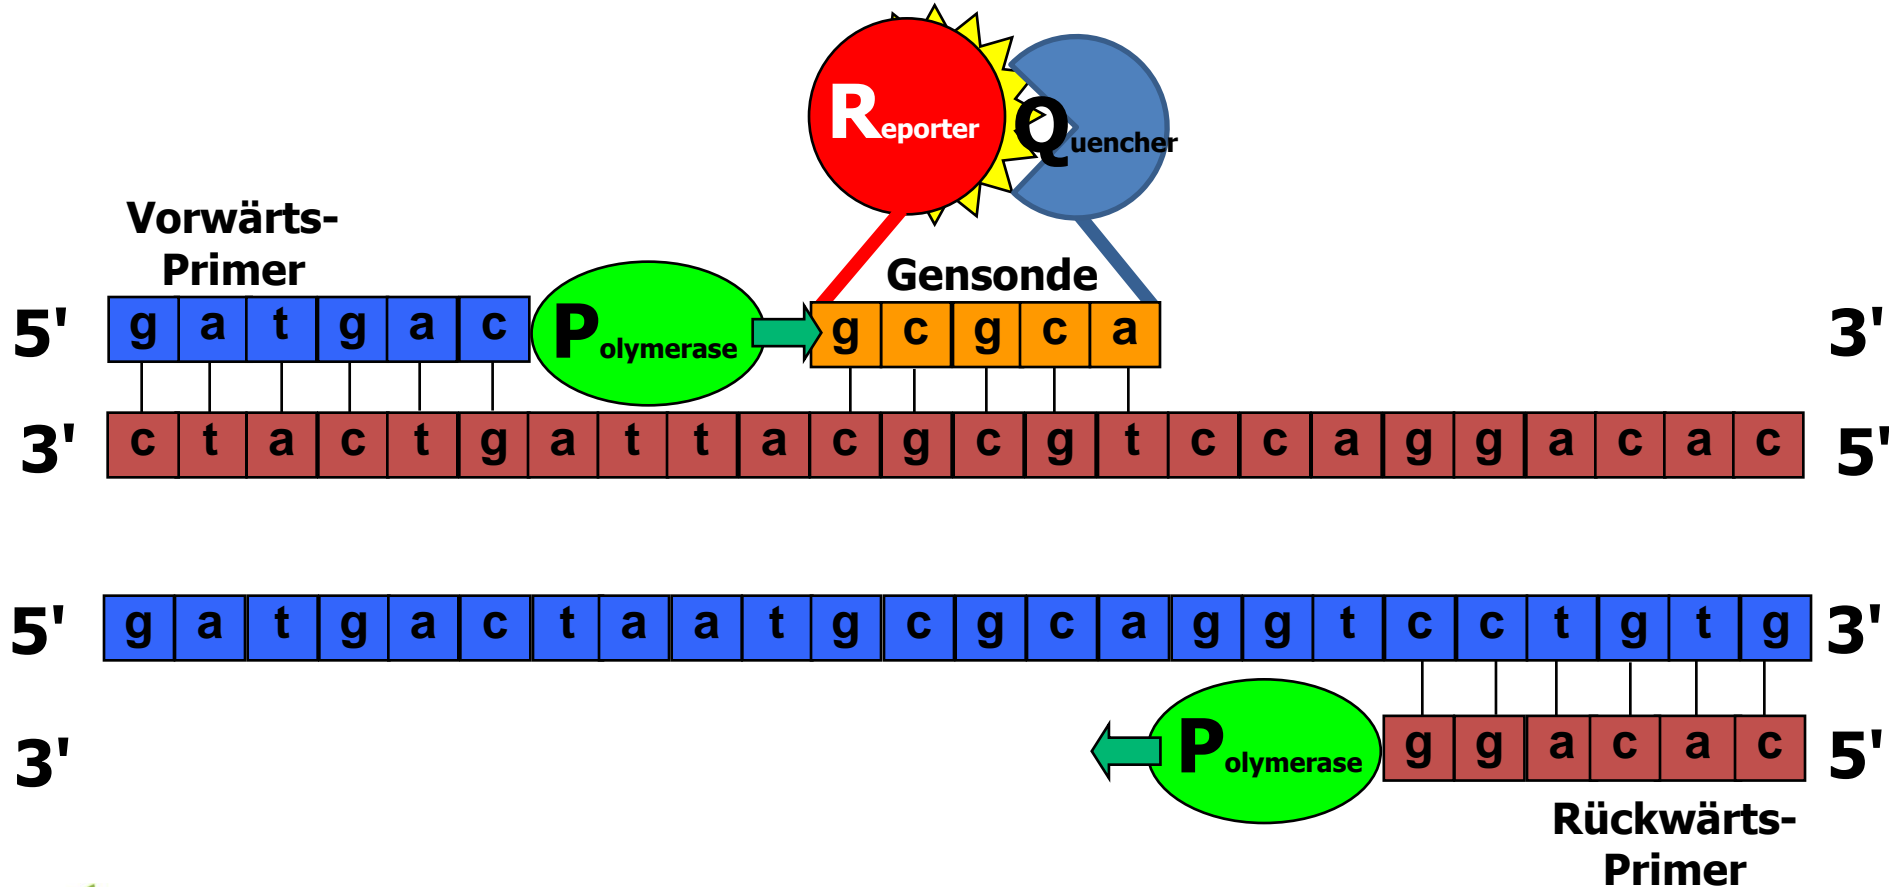 Reporter
Quencher
Vorwärts-
Primer
Gensonde
5' g a t g a c Polymerase g c g c a 3'
3' c t a c t g a t t a c g c g t c c a g g a c a c 5'
5' g a t g a c t a a t g c g c a g g t c c t g t g 3'
3' Polymerase g g a c a c 5'
Rückwärts-
Primer